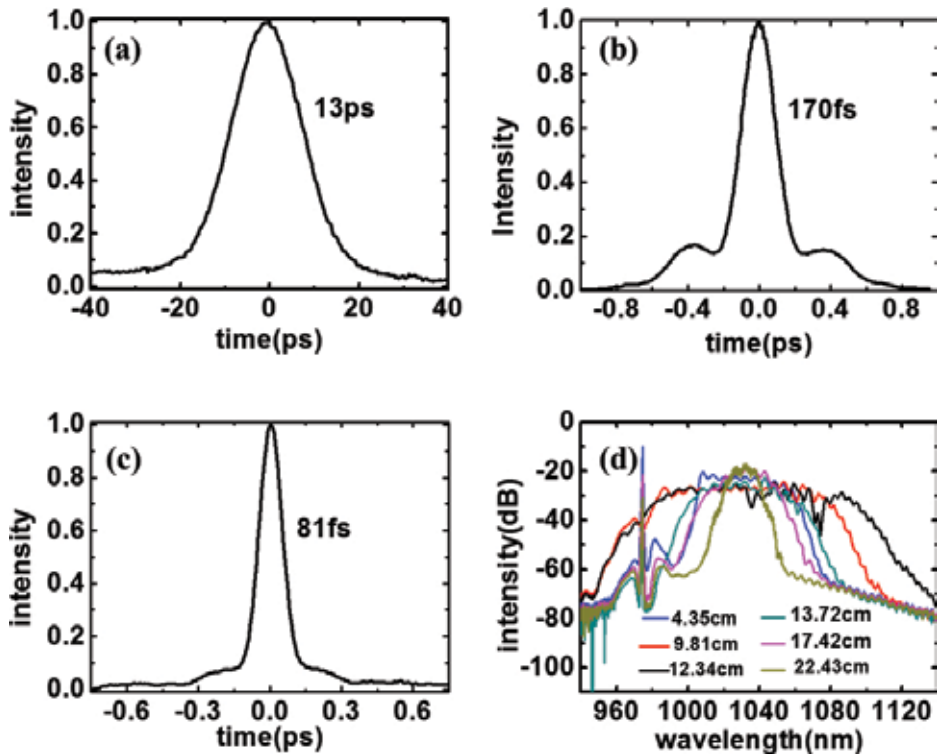 (a)
13ps
intensity
1.0
0.8
0.6
0.4
0.2
0.0
-40 -20 0 20 40
time(ps)
(b)
170fs
Intensity
1.0
0.8
0.6
0.4
0.2
0.0
-0.8 -0.4 0.0 0.4 0.8
time(ps)
(c)
81fs
intensity
1.0
0.8
0.6
0.4
0.2
0.0
-0.6 -0.3 0.0 0.3 0.6
time(ps)
(d)
intensity(dB)
0
-20
-40
-60
-80
-100
4.35cm 13.72cm
9.81cm 17.42cm
12.34cm 22.43cm
960 1000 1040 1080 1120
wavelength(nm)